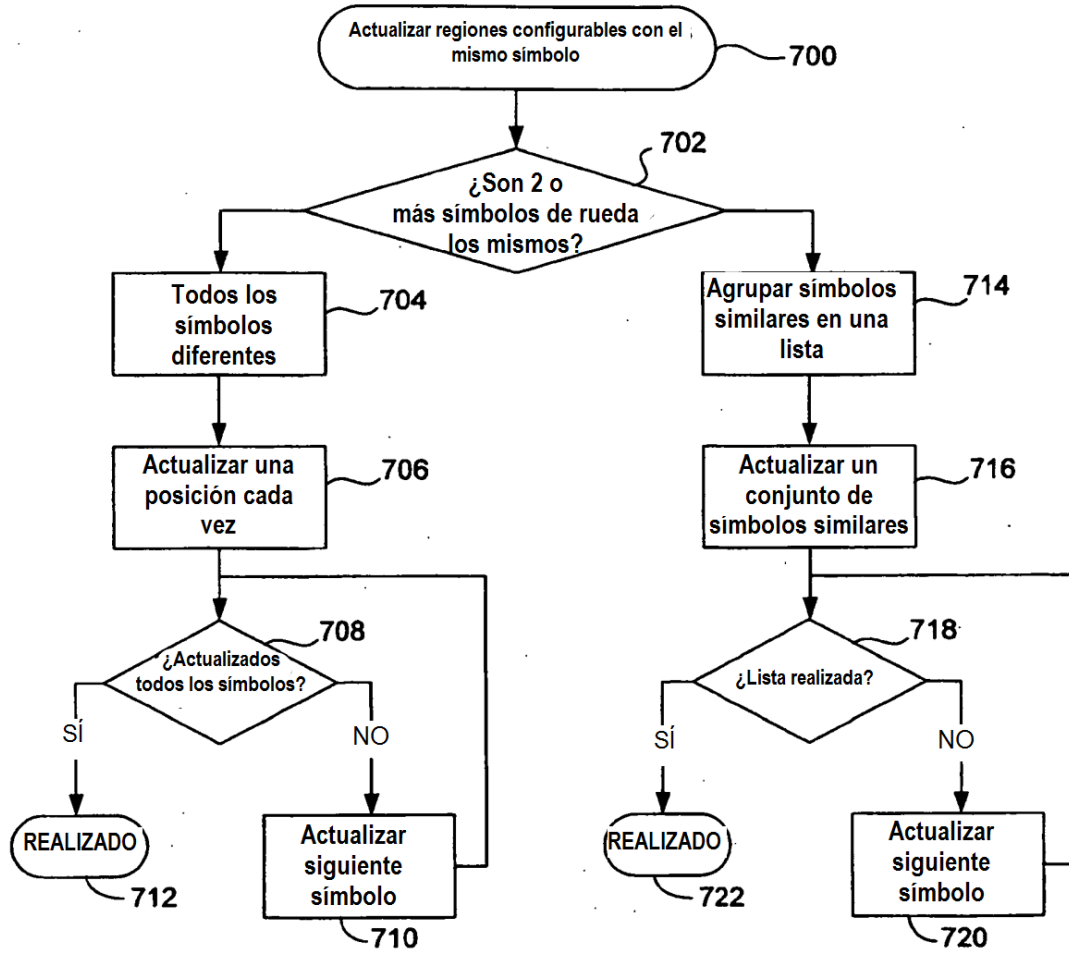 Actualizar regiones configurables con el
mismo símbolo
700
702
¿Son 2 o
más símbolos de rueda
los mismos?
Todos los
símbolos
diferentes
704
Agrupar símbolos
similares en una
lista
714
Actualizar una
posición cada
vez
706
Actualizar un
conjunto de
símbolos similares
716
708
¿Actualizados
todos los símbolos?
SÍ
NO
718
¿Lista realizada?
SÍ
NO
REALIZADO
712
Actualizar
siguiente
símbolo
710
REALIZADO
722
Actualizar
siguiente
símbolo
720